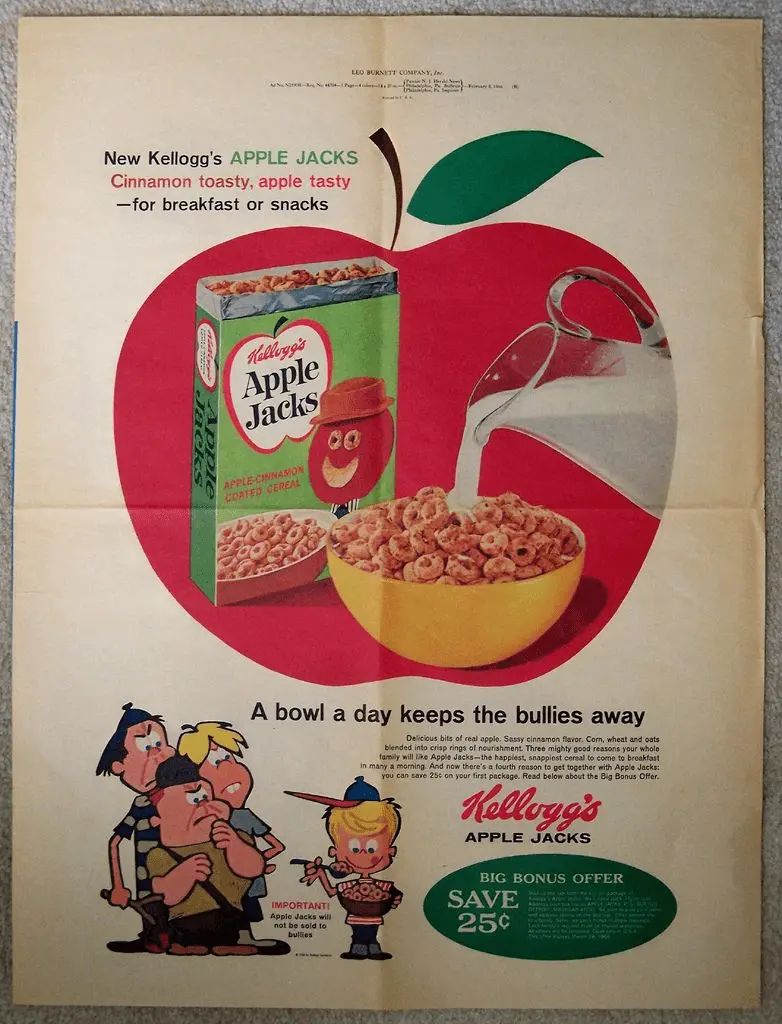 LEO BURNETT COMPANY, Inc.
New Kellogg's APPLE JACKS
Cinnamon toasty, apple tasty
—for breakfast or snacks
Kellogg's
Apple
Jacks
Apple
Jacks
APPLE-CINNAMON
COATED CEREAL
A bowl a day keeps the bullies away
Delicious bits of real apple. Sassy cinnamon flavor. Corn, wheat and oats
blended into crisp rings of nourishment. Three mighty good reasons your whole
family will like Apple Jacks—the happiest, snappiest cereal to come to breakfast
in many a morning. And now there's a fourth reason to get together with Apple Jacks:
you can save 25¢ on your first package. Read below about the Big Bonus Offer.
Kellogg's
APPLE JACKS
IMPORTANT!
Apple Jacks will
not be sold to
bullies
BIG BONUS OFFER
SAVE
25¢